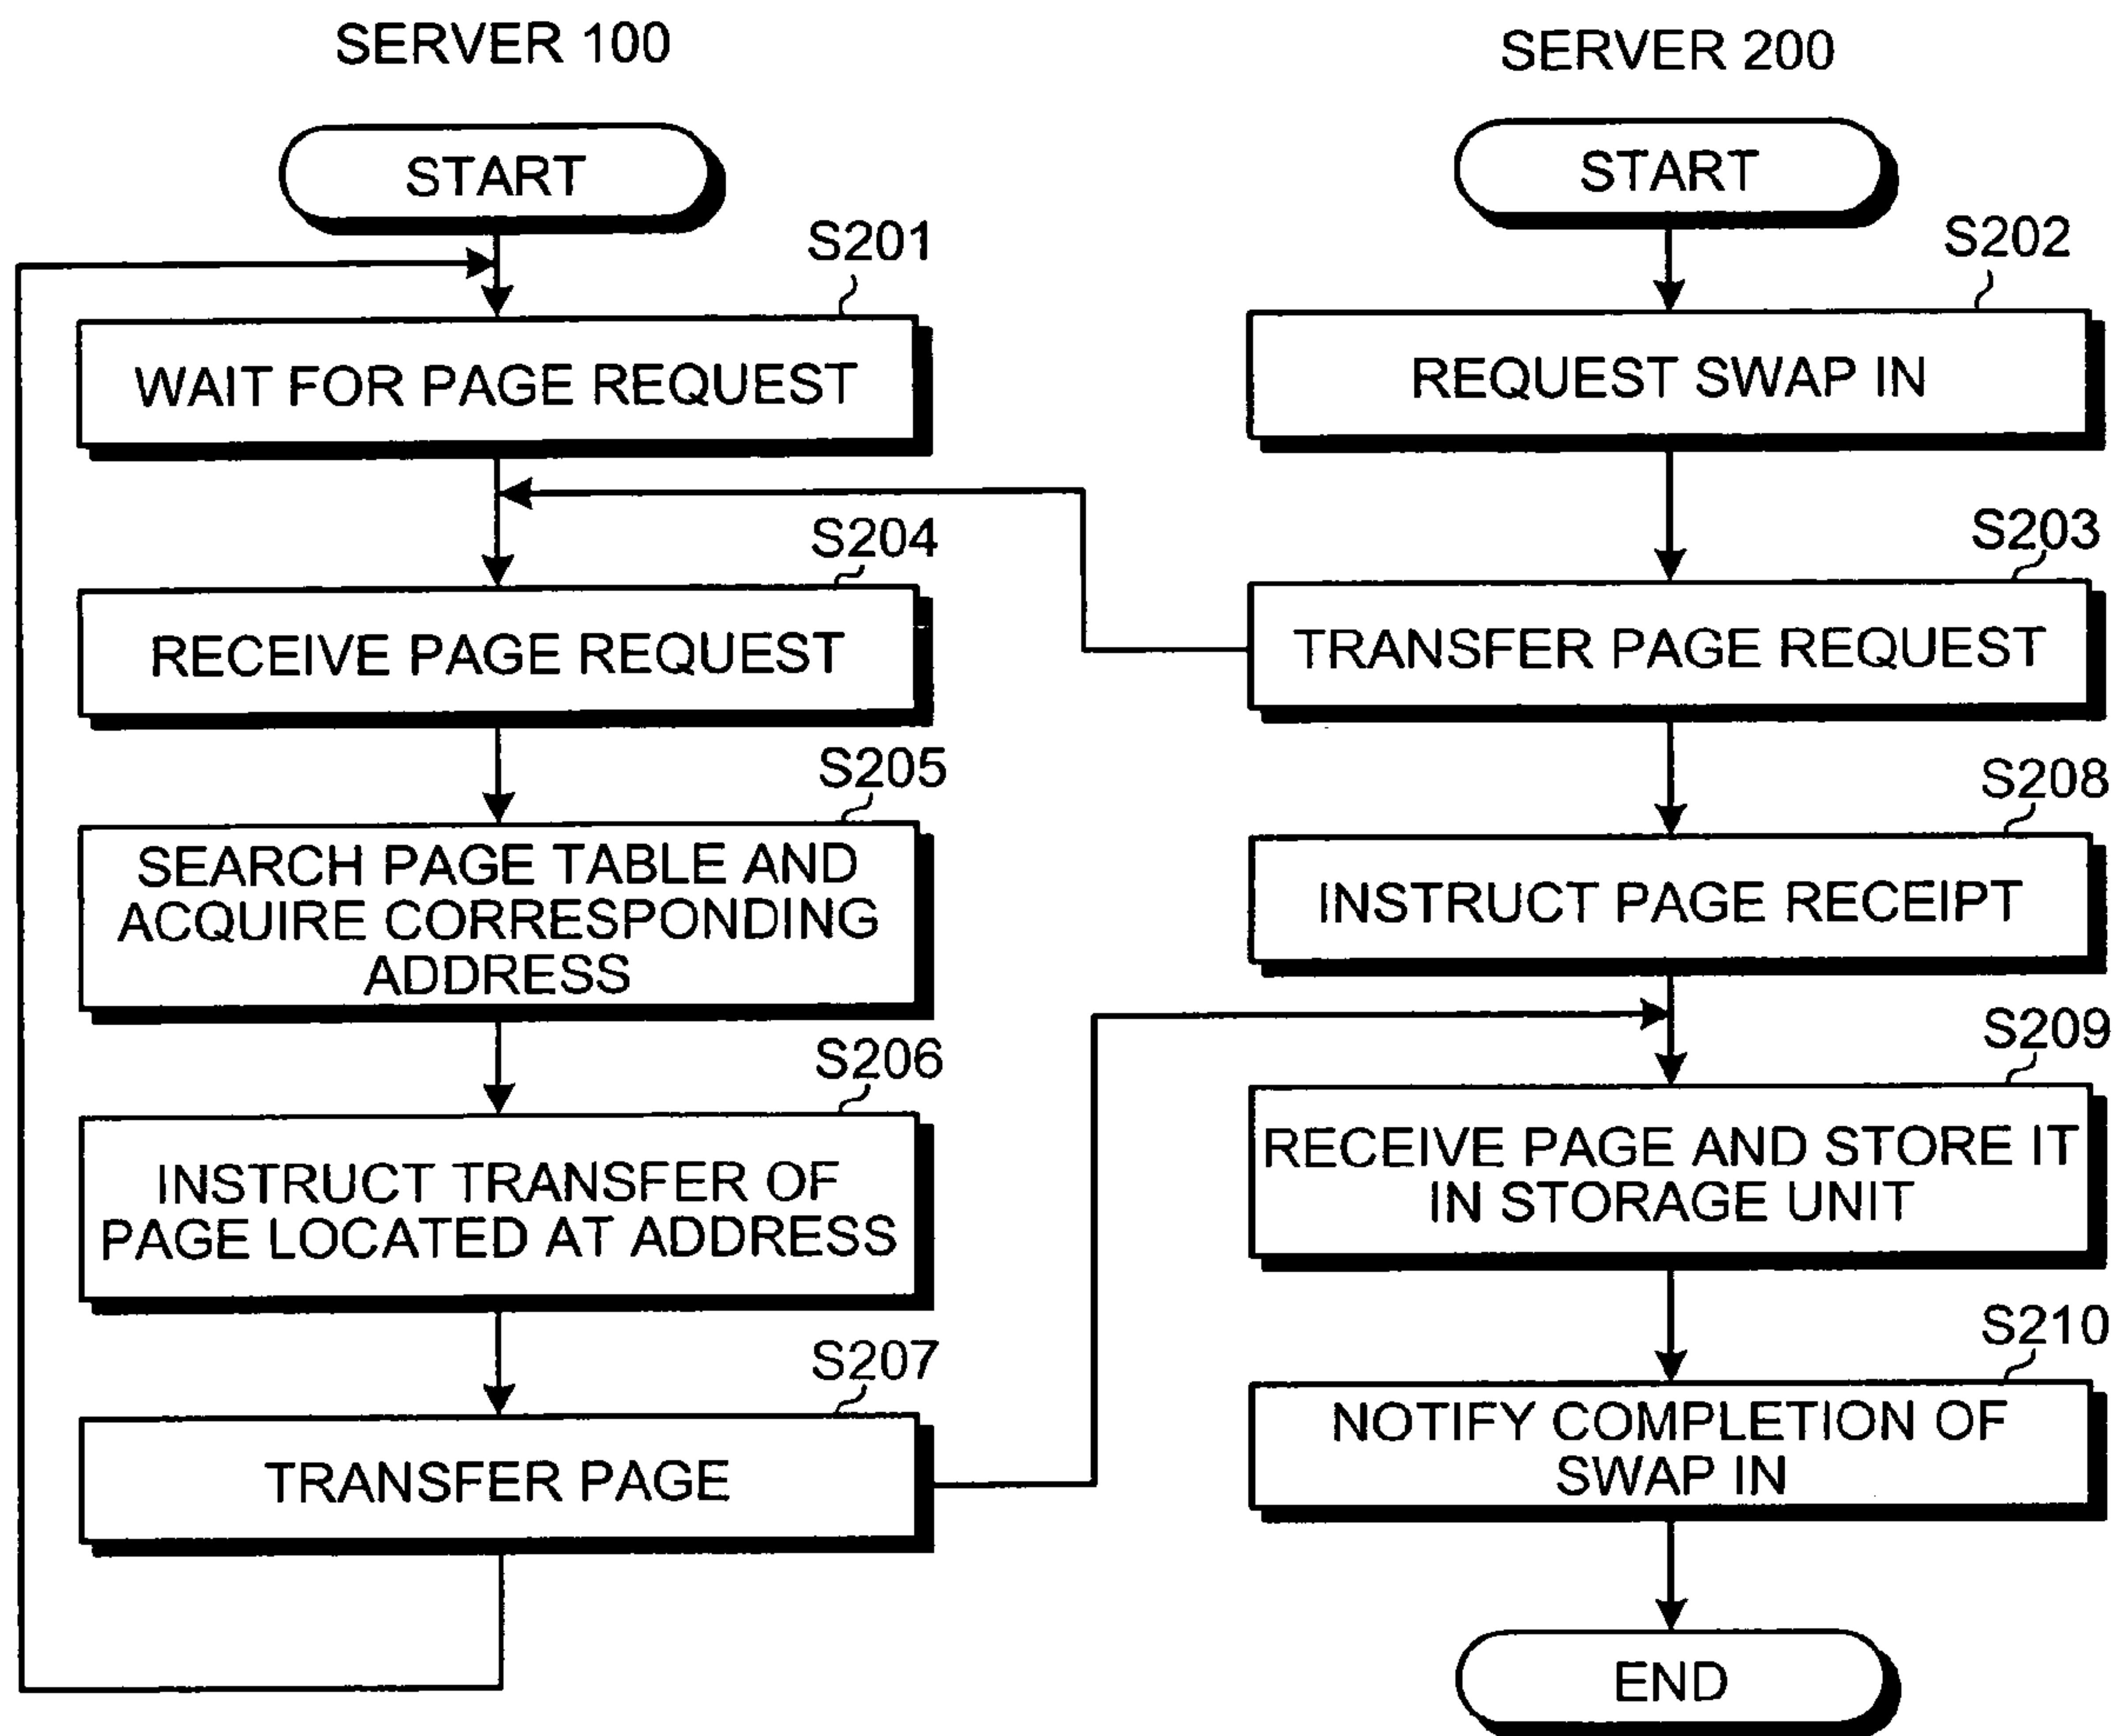 SERVER 100
START
S201
WAIT FOR PAGE REQUEST
S204
RECEIVE PAGE REQUEST
S205
SEARCH PAGE TABLE AND
ACQUIRE CORRESPONDING
ADDRESS
S206
INSTRUCT TRANSFER OF
PAGE LOCATED AT ADDRESS
S207
TRANSFER PAGE
SERVER 200
START
S202
REQUEST SWAP IN
S203
TRANSFER PAGE REQUEST
S208
INSTRUCT PAGE RECEIPT
S209
RECEIVE PAGE AND STORE IT
IN STORAGE UNIT
S210
NOTIFY COMPLETION OF
SWAP IN
END